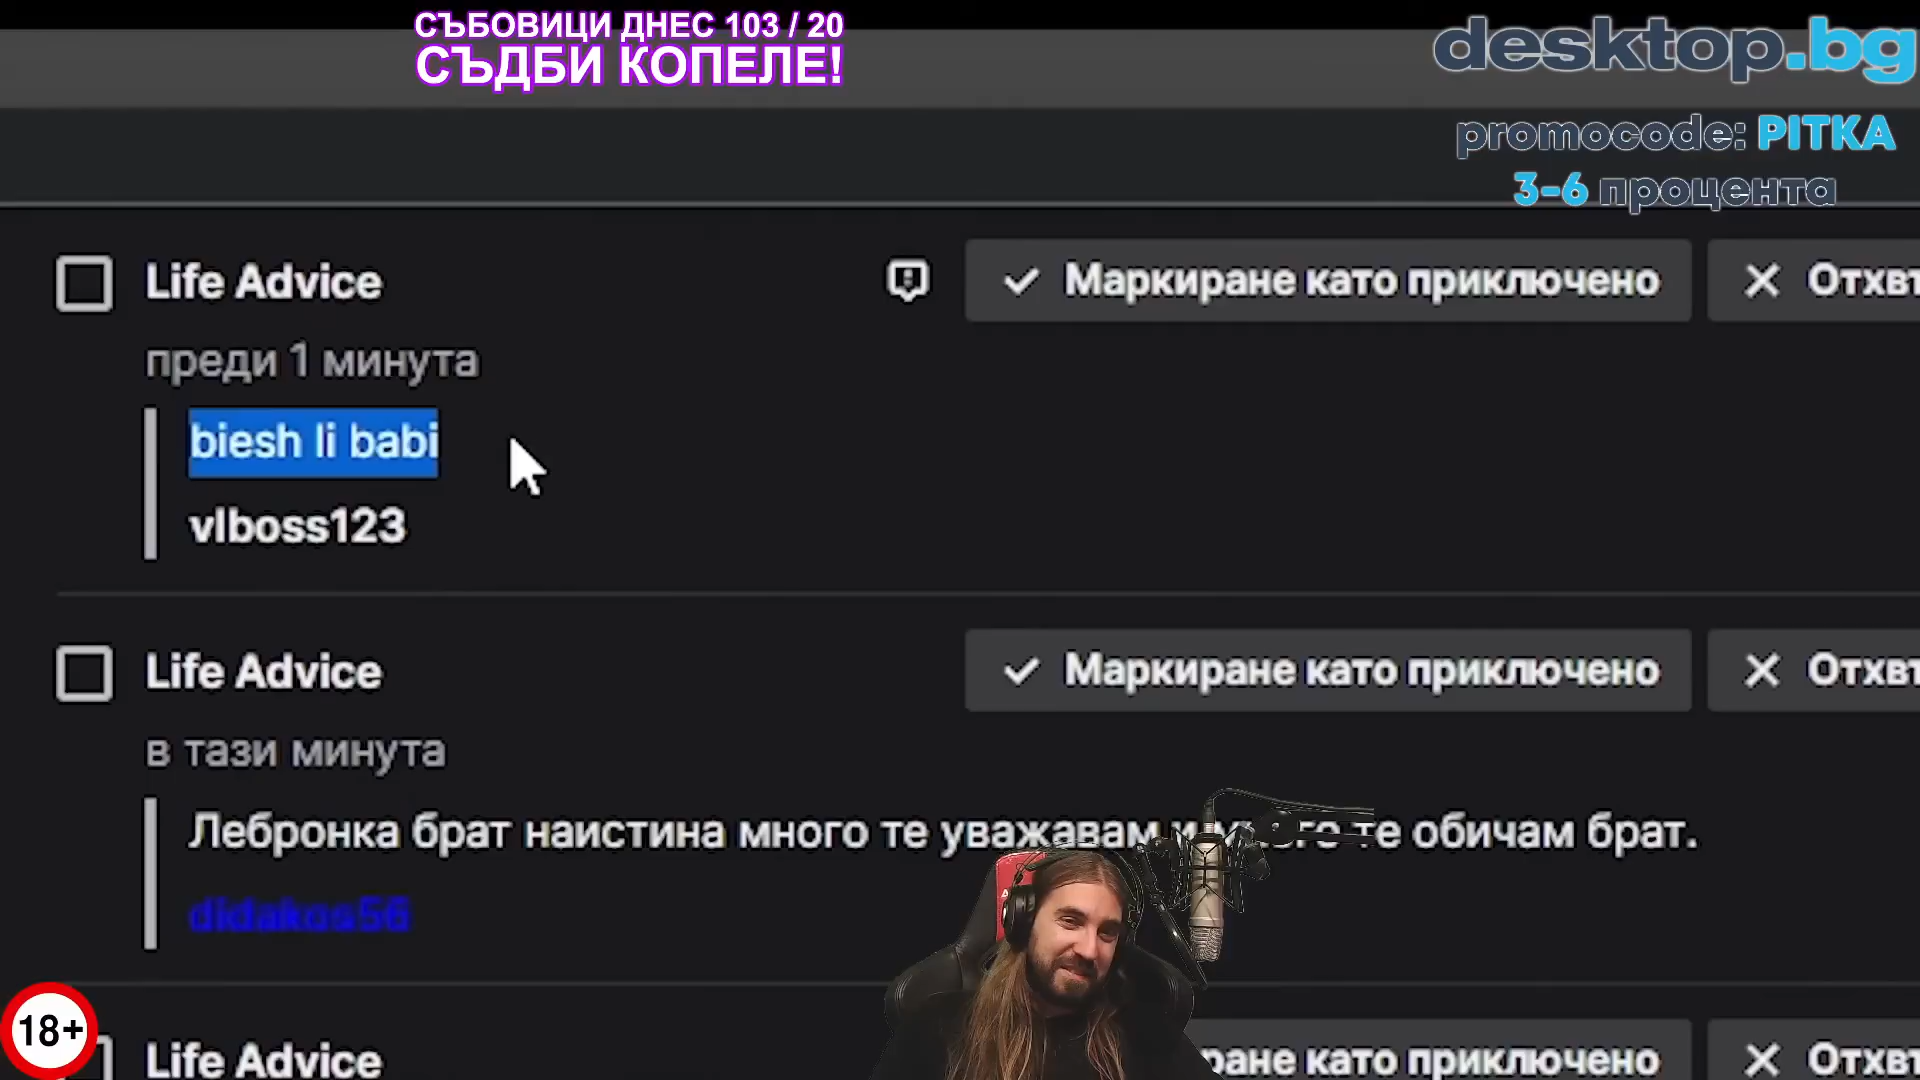 СЪБОВИЦИ ДНЕС 103 / 20
СЪДБИ КОПЕЛЕ!
desktop.bg
promocode: PITKA
3-6 процента
Life Advice
Маркиране като приключено
преди 1 минута
biesh li babi
vlboss123
Life Advice
Маркиране като приключено
в тази минута
Лебронка брат наистина много те уважавам те обичам брат.
didakos56
18+
Life Advice
като приключено